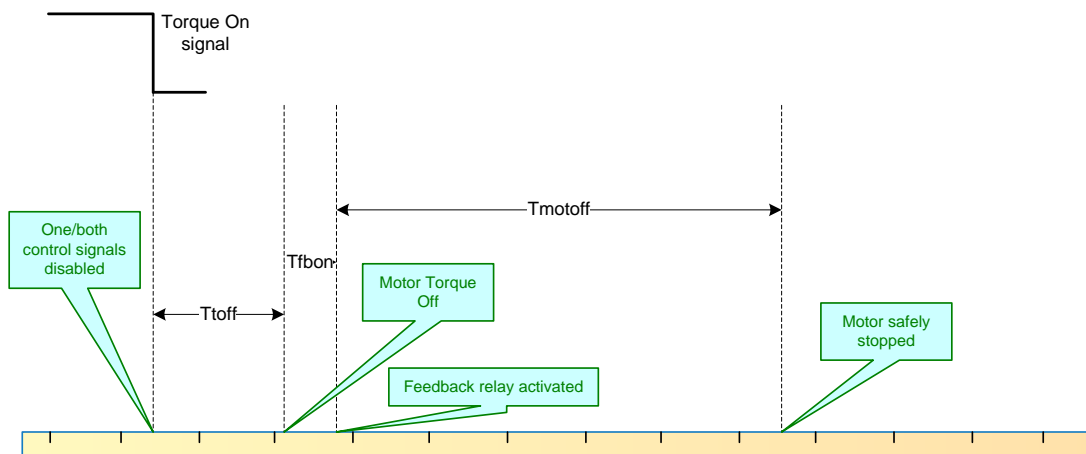 Torque On
signal
Tmotoff
One/both
control signals
disabled
Tfbon
Motor Torque
Off
Ttoff
Motor safely
stopped
Feedback relay activated